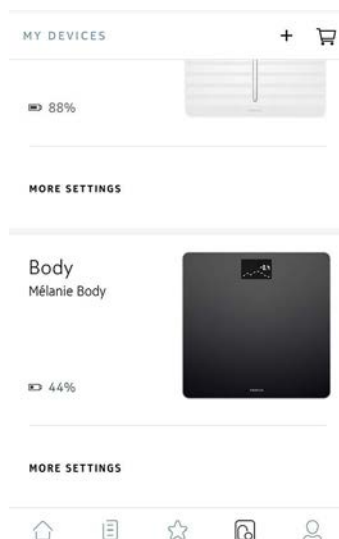 MY DEVICES
88%
MORE SETTINGS
Body
Mélanie Body
44%
MORE SETTINGS